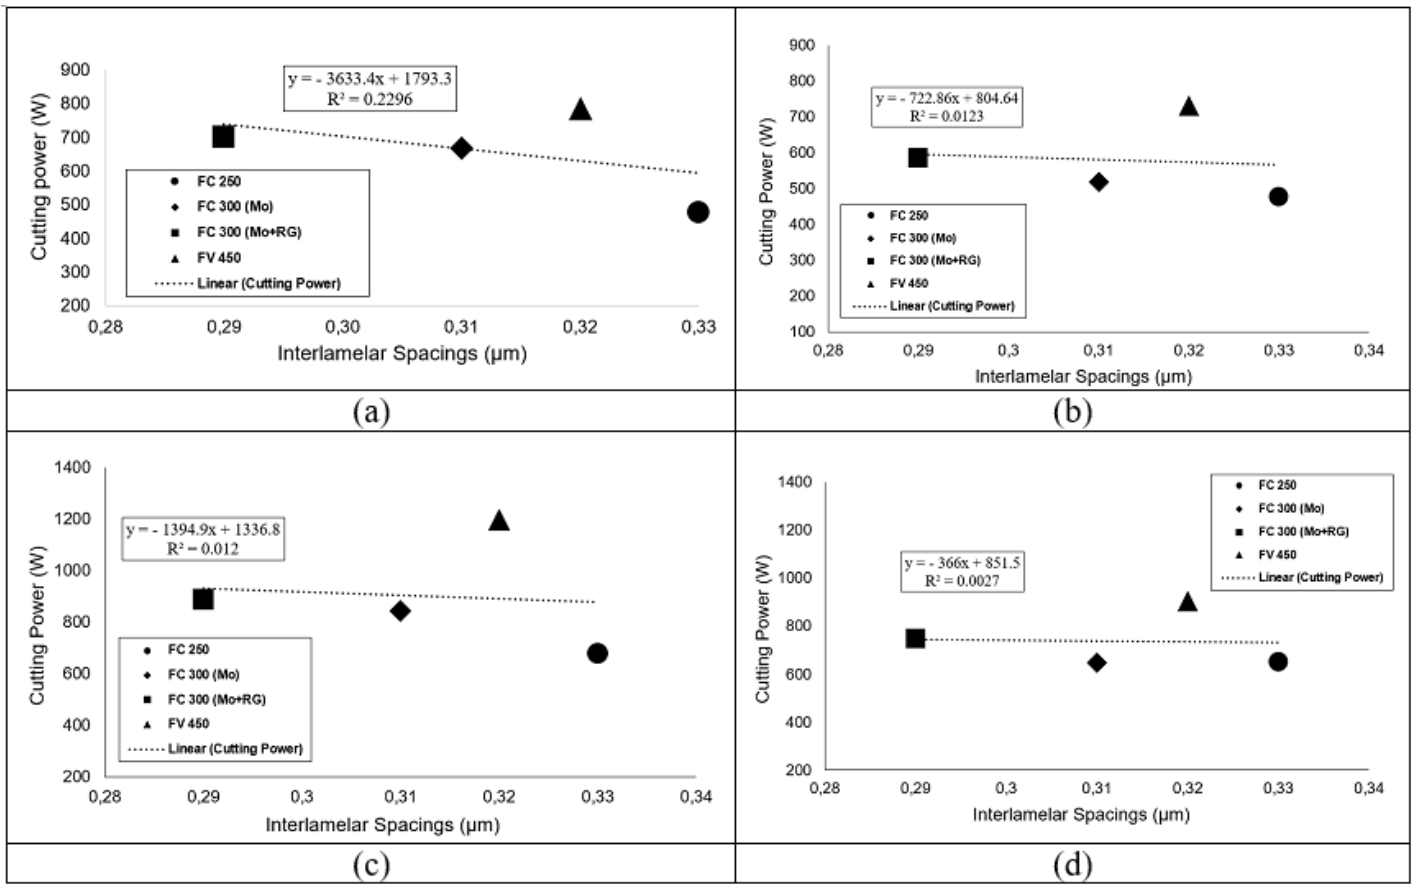 900
800
700
600
500
400
300
200
Cutting power (W)
y = - 3633.4x + 1793.3
R² = 0.2296
FC 250
FC 300 (Mo)
FC 300 (Mo+RG)
FV 450
Linear (Cutting Power)
0,28 0,29 0,30 0,31 0,32 0,33
Interlamelar Spacings (µm)
(a)
900
800
700
600
500
400
300
200
100
Cutting Power (W)
y = - 722.86x + 804.64
R² = 0.0123
FC 250
FC 300 (Mo)
FC 300 (Mo+RG)
FV 450
Linear (Cutting Power)
0,28 0,29 0,3 0,31 0,32 0,33 0,34
Interlamelar Spacings (µm)
(b)
1400
1200
1000
800
600
400
200
Cutting Power (W)
y = - 1394.9x + 1336.8
R² = 0.012
FC 250
FC 300 (Mo)
FC 300 (Mo+RG)
FV 450
Linear (Cutting Power)
0,28 0,29 0,3 0,31 0,32 0,33 0,34
Interlamelar Spacings (µm)
(c)
1400
1200
1000
800
600
400
200
Cutting Power (W)
y = - 366x + 851.5
R² = 0.0027
FC 250
FC 300 (Mo)
FC 300 (Mo+RG)
FV 450
Linear (Cutting Power)
0,28 0,29 0,3 0,31 0,32 0,33 0,34
Interlamelar Spacings (µm)
(d)